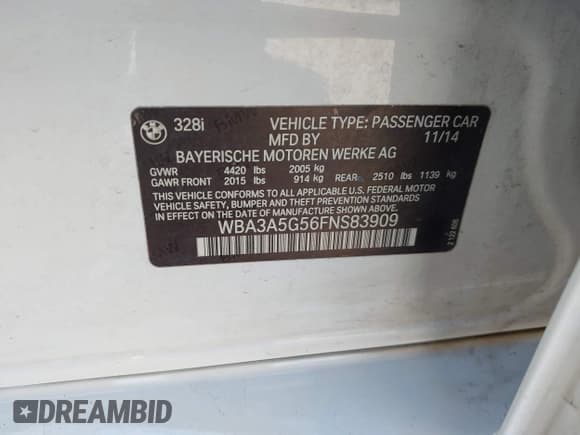 BMW 328i VEHICLE TYPE: PASSENGER CAR
MFD BY 11/14
BAYERISCHE MOTOREN WERKE AG
GVWR 4420 lbs 2005 kg
GAWR FRONT 2015 lbs 914 kg REAR 2510 lbs 1139 kg
THIS VEHICLE CONFORMS TO ALL APPLICABLE U.S. FEDERAL MOTOR
VEHICLE SAFETY, BUMPER AND THEFT PREVENTION STANDARDS IN
EFFECT ON THE DATE OF MANUFACTURE SHOWN ABOVE.
WBA3A5G56FNS83909
DREAMBID